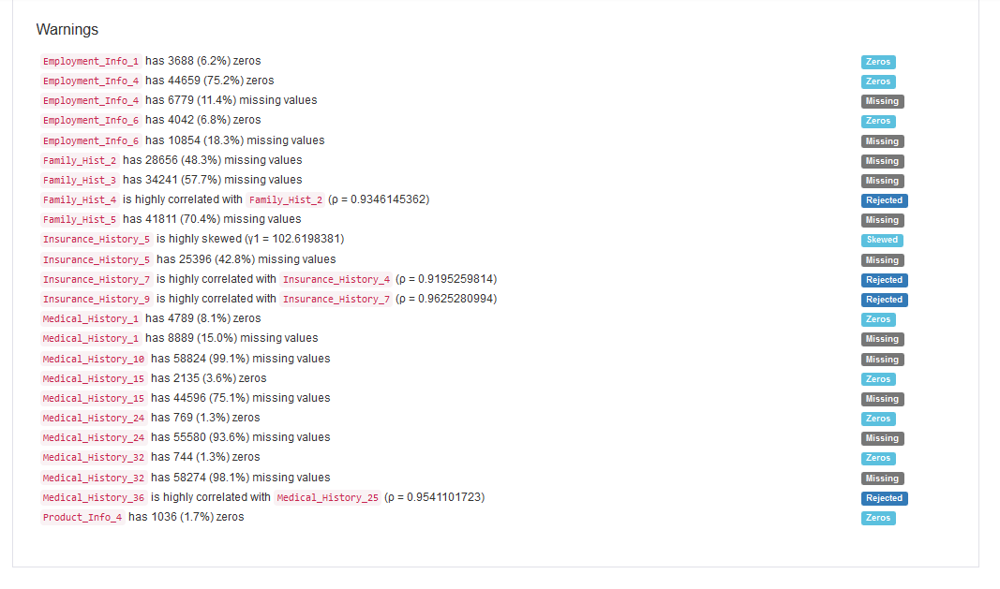 Warnings
Employment_Info_1 has 3688 (6.2%) zeros Zeros
Employment_Info_4 has 44659 (75.2%) zeros Zeros
Employment_Info_4 has 6779 (11.4%) missing values Missing
Employment_Info_6 has 4042 (6.8%) zeros Zeros
Employment_Info_6 has 10854 (18.3%) missing values Missing
Family_Hist_2 has 28656 (48.3%) missing values Missing
Family_Hist_3 has 34241 (57.7%) missing values Missing
Family_Hist_4 is highly correlated with Family_Hist_2 (ρ = 0.9346145362) Rejected
Family_Hist_5 has 41811 (70.4%) missing values Missing
Insurance_History_5 is highly skewed (γ1 = 102.6198381) Skewed
Insurance_History_5 has 25396 (42.8%) missing values Missing
Insurance_History_7 is highly correlated with Insurance_History_4 (ρ = 0.9195259814) Rejected
Insurance_History_9 is highly correlated with Insurance_History_7 (ρ = 0.9625280994) Rejected
Medical_History_1 has 4789 (8.1%) zeros Zeros
Medical_History_1 has 8889 (15.0%) missing values Missing
Medical_History_10 has 58824 (99.1%) missing values Missing
Medical_History_15 has 2135 (3.6%) zeros Zeros
Medical_History_15 has 44596 (75.1%) missing values Missing
Medical_History_24 has 769 (1.3%) zeros Zeros
Medical_History_24 has 55580 (93.6%) missing values Missing
Medical_History_32 has 744 (1.3%) zeros Zeros
Medical_History_32 has 58274 (98.1%) missing values Missing
Medical_History_36 is highly correlated with Medical_History_25 (ρ = 0.9541101723) Rejected
Product_Info_4 has 1036 (1.7%) zeros Zeros